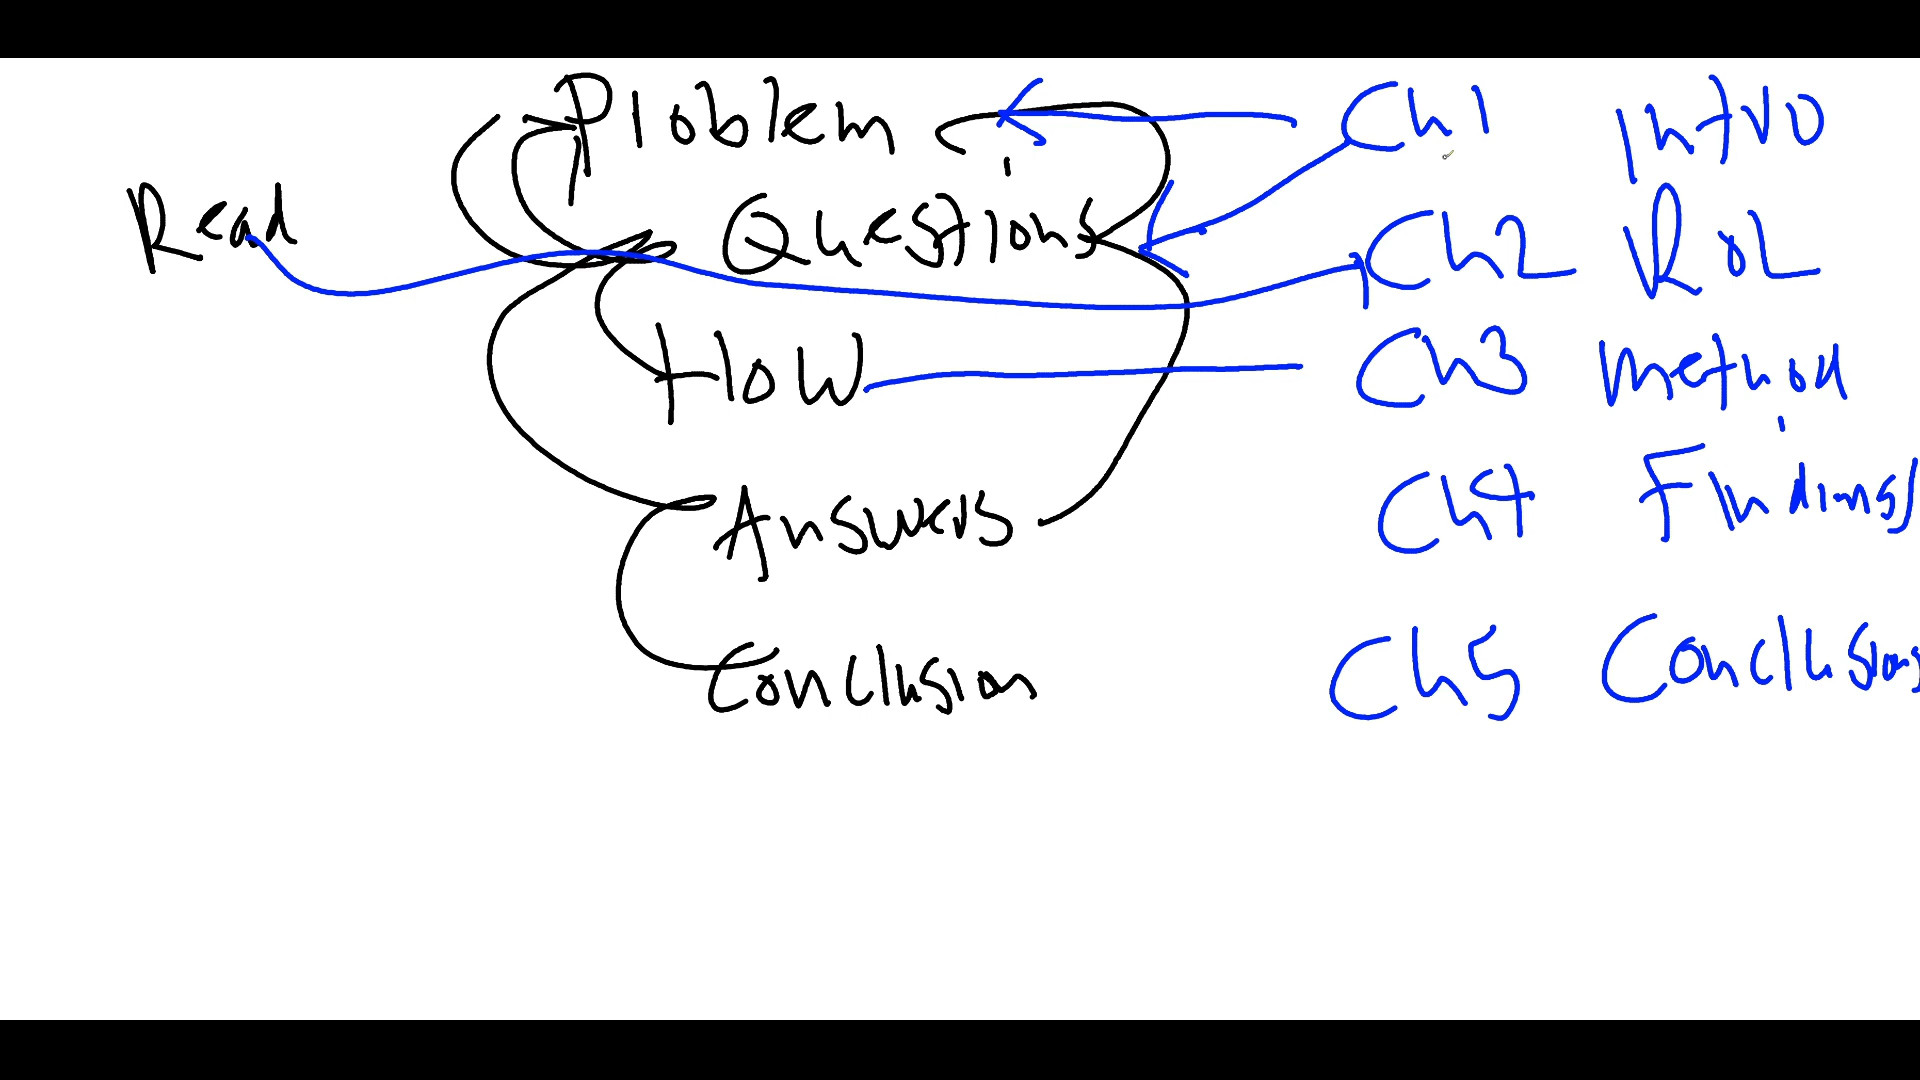 Problem Ch1 Intro
Read Questions Ch2 RoL
How Ch3 Method
Answers Ch4 Findings
Conclusion Ch5 Conclusions